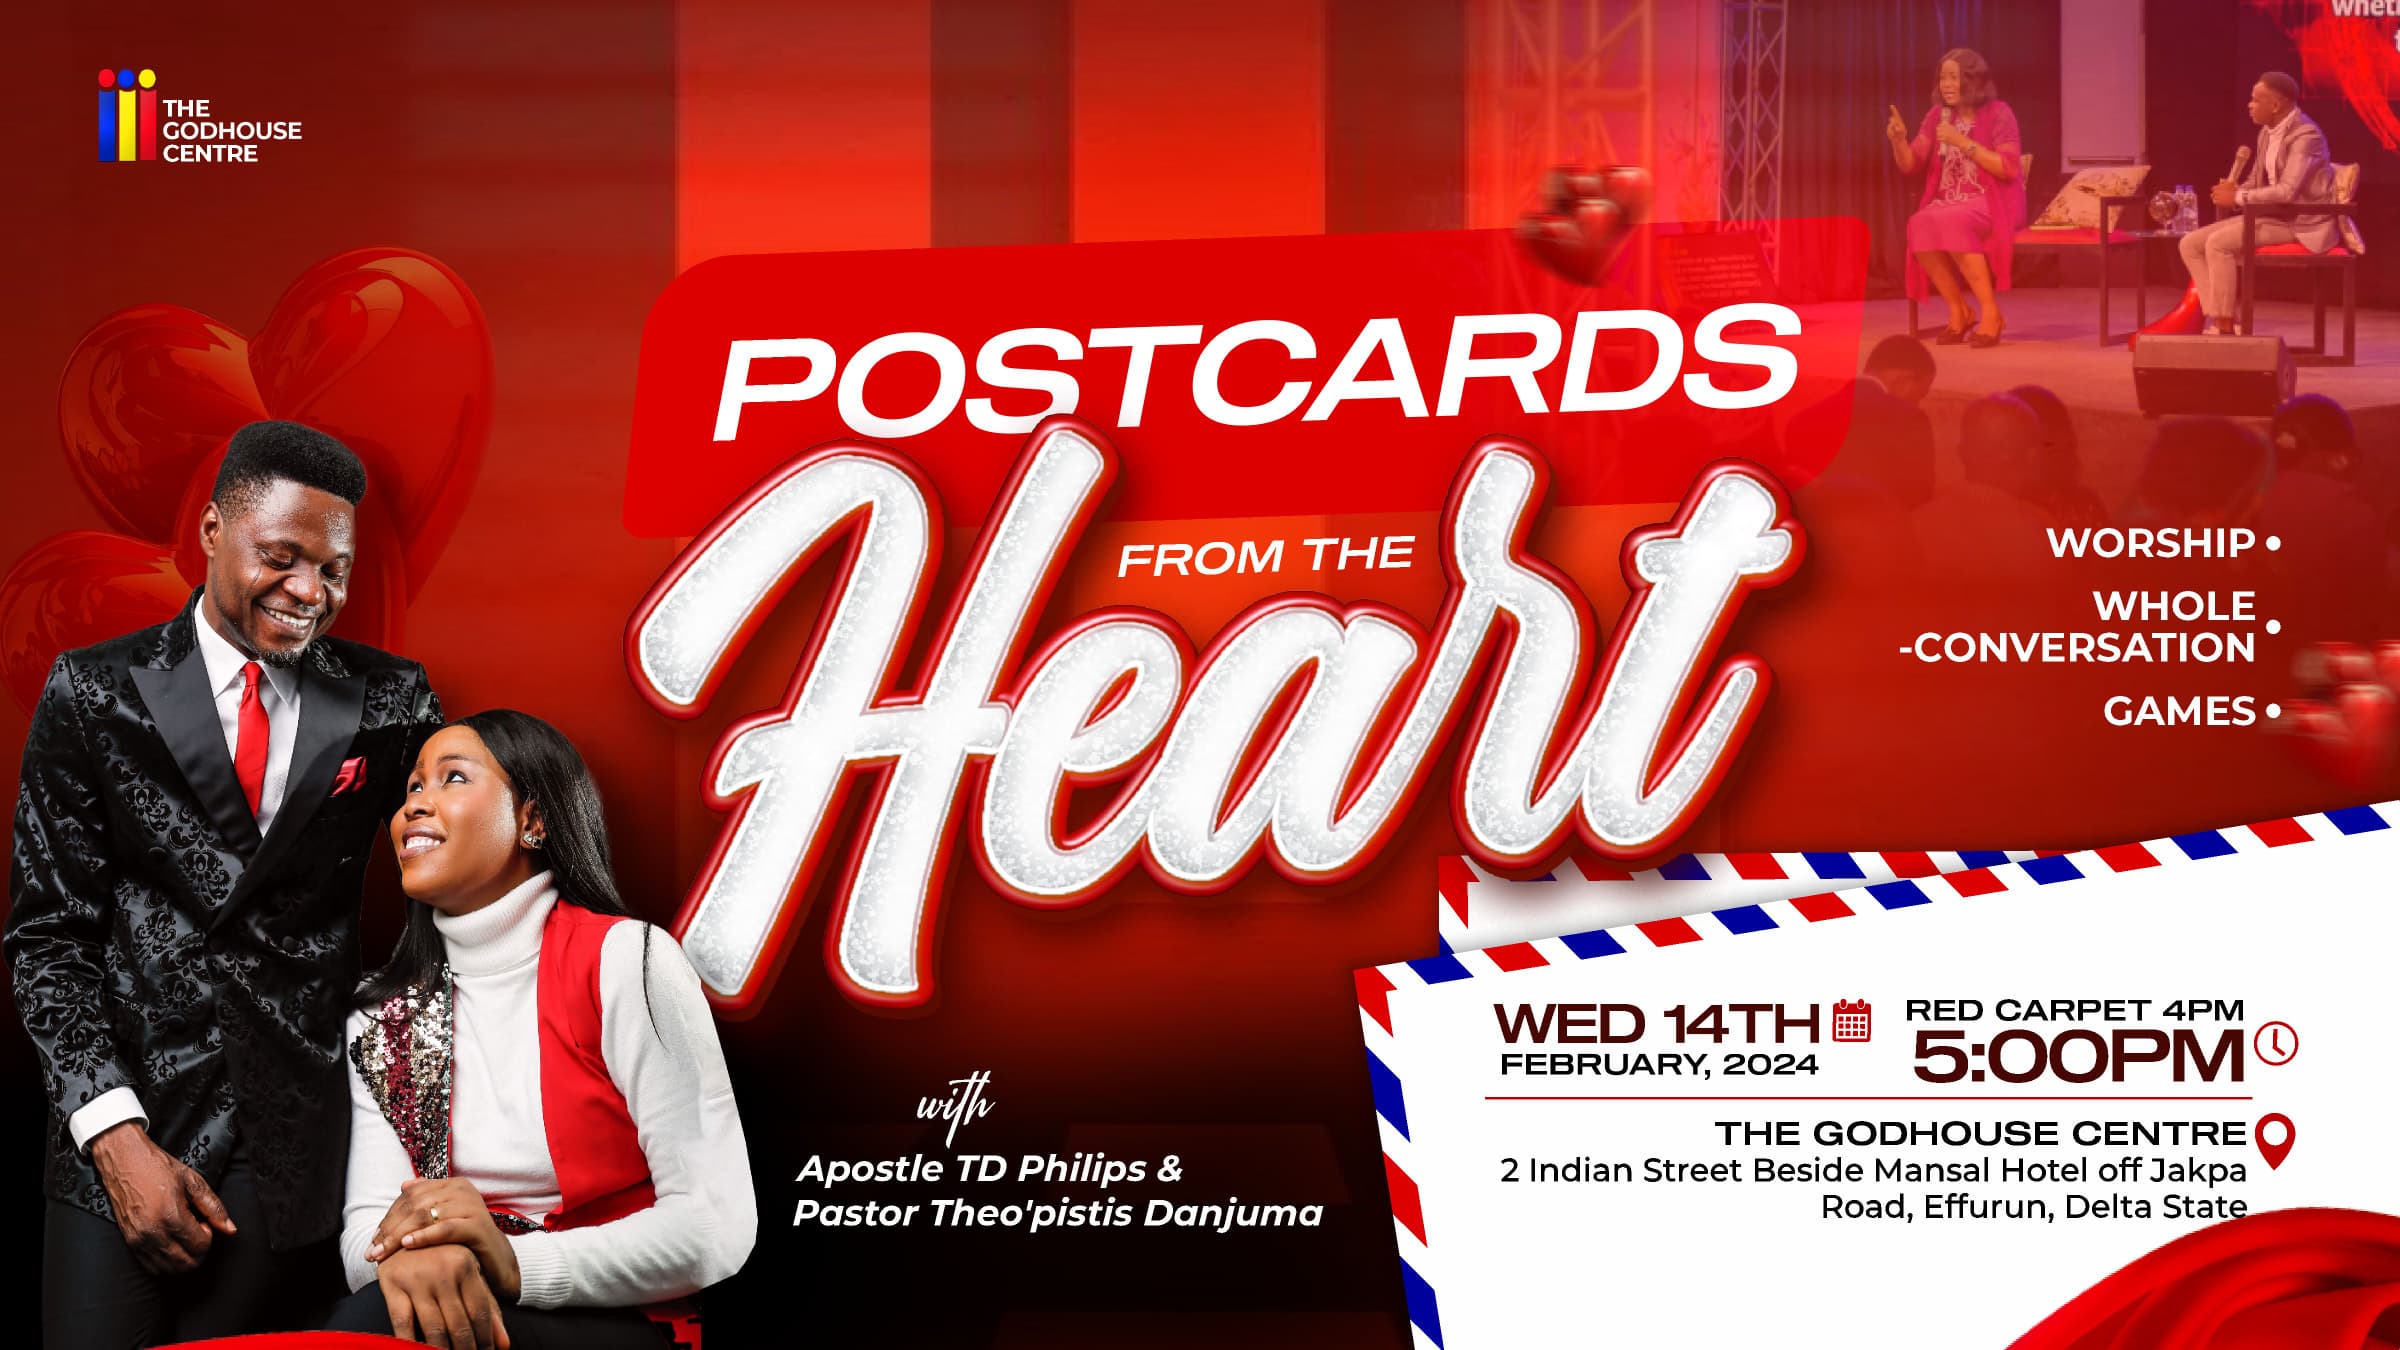 THE
GODHOUSE
CENTRE
POSTCARDS
FROM THE
Heart
WORSHIP •
WHOLE
-CONVERSATION •
GAMES •
with
Apostle TD Philips &
Pastor Theo'pistis Danjuma
WED 14TH
FEBRUARY, 2024
RED CARPET 4PM
5:00PM
THE GODHOUSE CENTRE
2 Indian Street Beside Mansal Hotel off Jakpa
Road, Effurun, Delta State